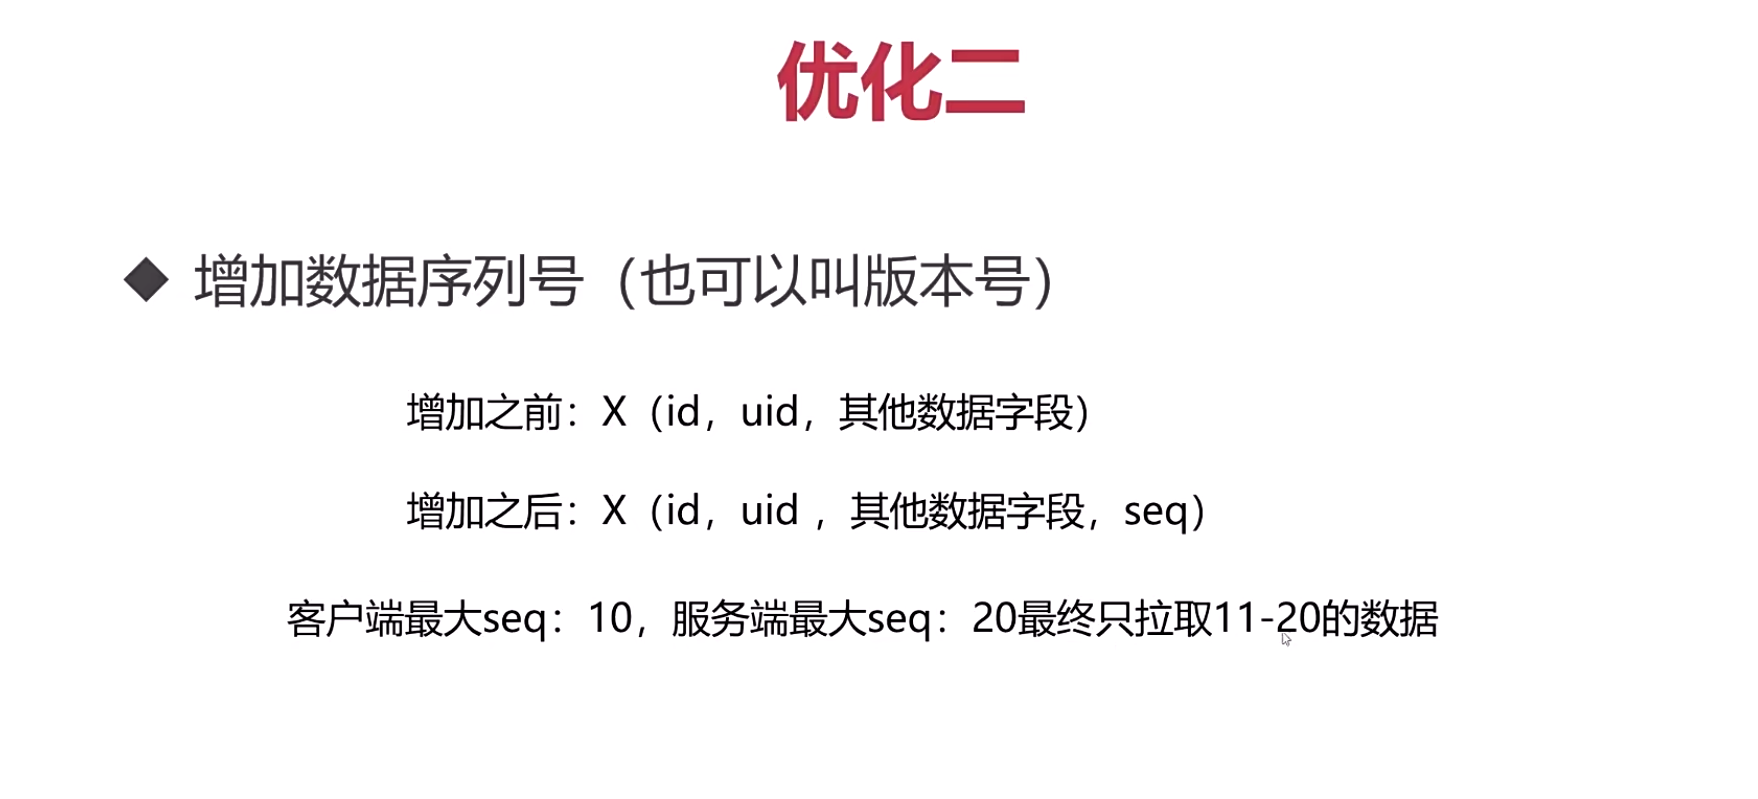 优化二
增加数据序列号（也可以叫版本号）
增加之前：X（id，uid，其他数据字段）
增加之后：X（id，uid ，其他数据字段，seq）
客户端最大seq：10，服务端最大seq：20最终只拉取11-20的数据